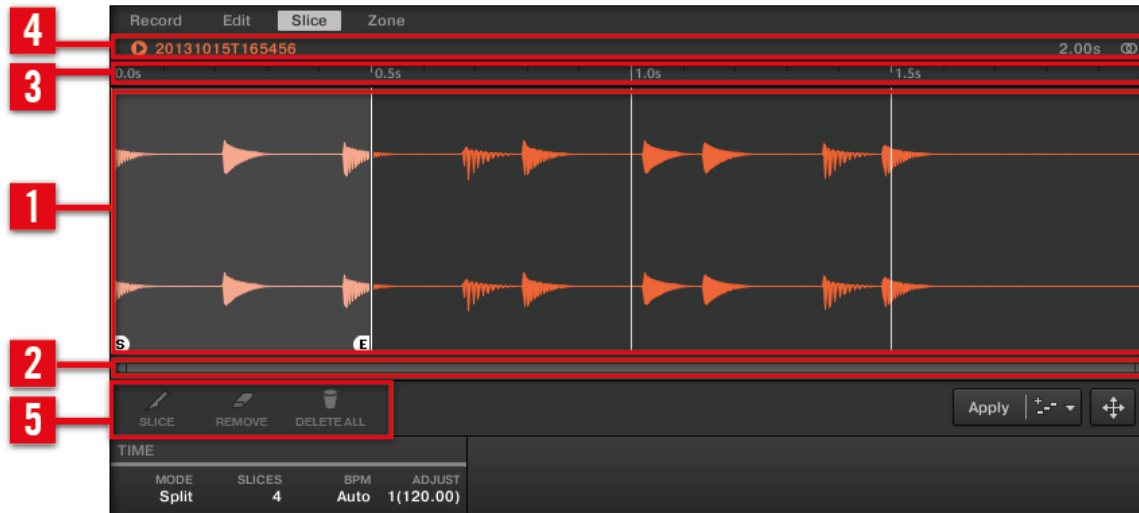 4
Record Edit Slice Zone
20131015T165456 2.00s
3
0.0s 0.5s 1.0s 1.5s
1
S E
2
5
SLICE REMOVE DELETE ALL
Apply
TIME
MODE SLICES BPM ADJUST
Split 4 Auto 1(120.00)